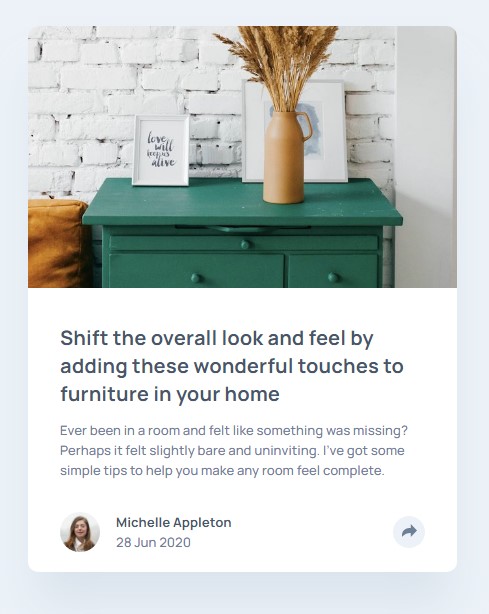 love
will
keep us
alive
Shift the overall look and feel by
adding these wonderful touches to
furniture in your home
Ever been in a room and felt like something was missing?
Perhaps it felt slightly bare and uninviting. I've got some
simple tips to help you make any room feel complete.
Michelle Appleton
28 Jun 2020